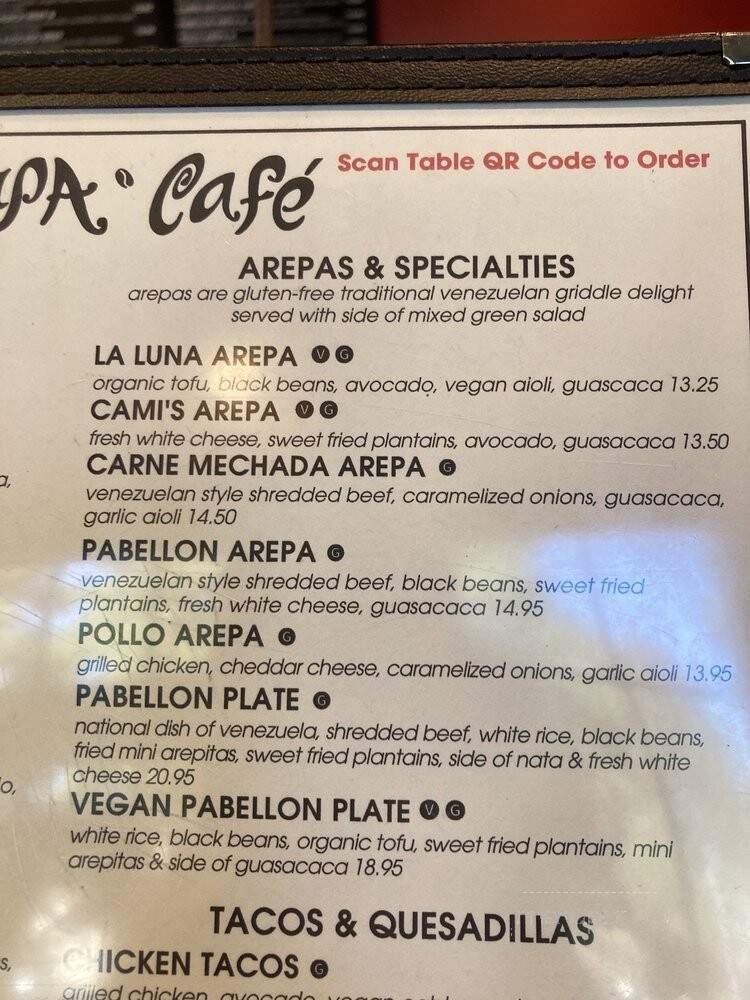 Café
Scan Table QR Code to Order
AREPAS & SPECIALTIES
arepas are gluten-free traditional venezuelan griddle delight
served with side of mixed green salad
LA LUNA AREPA V G
organic tofu, black beans, avocado, vegan aioli, guascaca 13.25
CAMI'S AREPA V G
fresh white cheese, sweet fried plantains, avocado, guasacaca 13.50
CARNE MECHADA AREPA G
venezuelan style shredded beef, caramelized onions, guasacaca,
garlic aioli 14.50
PABELLON AREPA G
venezuelan style shredded beef, black beans, sweet fried
plantains, fresh white cheese, guasacaca 14.95
POLLO AREPA G
grilled chicken, cheddar cheese, caramelized onions, garlic aioli 13.95
PABELLON PLATE G
national dish of venezuela, shredded beef, white rice, black beans,
fried mini arepitas, sweet fried plantains, side of nata & fresh white
cheese 20.95
VEGAN PABELLON PLATE V G
white rice, black beans, organic tofu, sweet fried plantains, mini
arepitas & side of guasacaca 18.95
TACOS & QUESADILLAS
CHICKEN TACOS G
grilled chicken, avocado, vegan